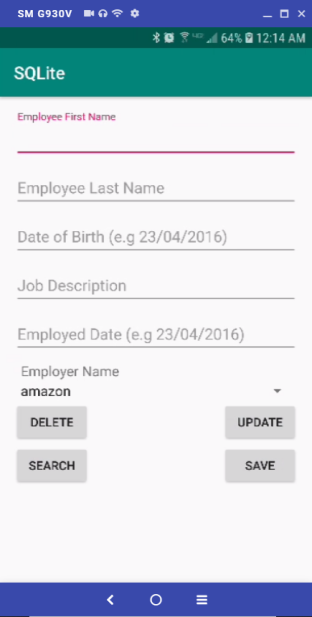 SM G930V
64% 12:14 AM
SQLite
Employee First Name
Employee Last Name
Date of Birth (e.g 23/04/2016)
Job Description
Employed Date (e.g 23/04/2016)
Employer Name
amazon
DELETE UPDATE
SEARCH SAVE